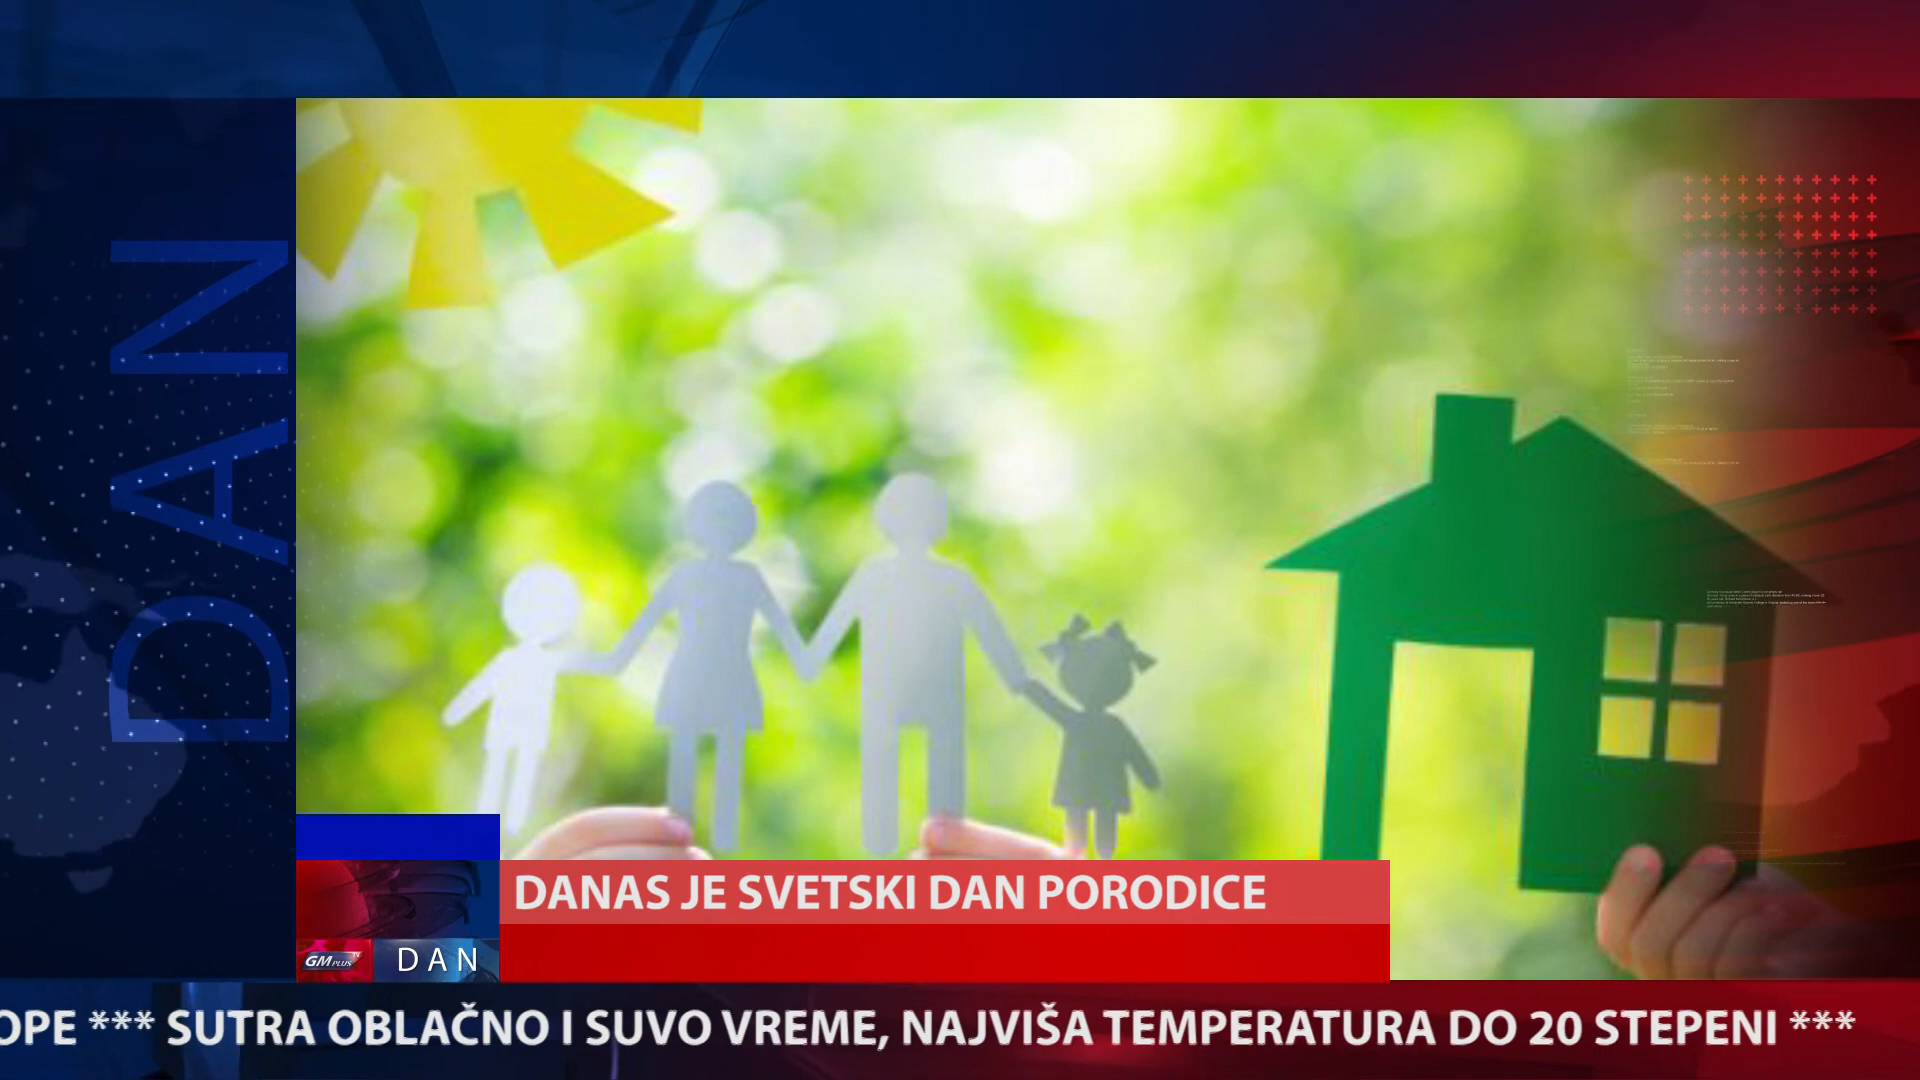 DAN
DANAS JE SVETSKI DAN PORODICE
GM PLUS TV
DAN
OPE *** SUTRA OBLAČNO I SUVO VREME, NAJVIŠA TEMPERATURA DO 20 STEPENI ***